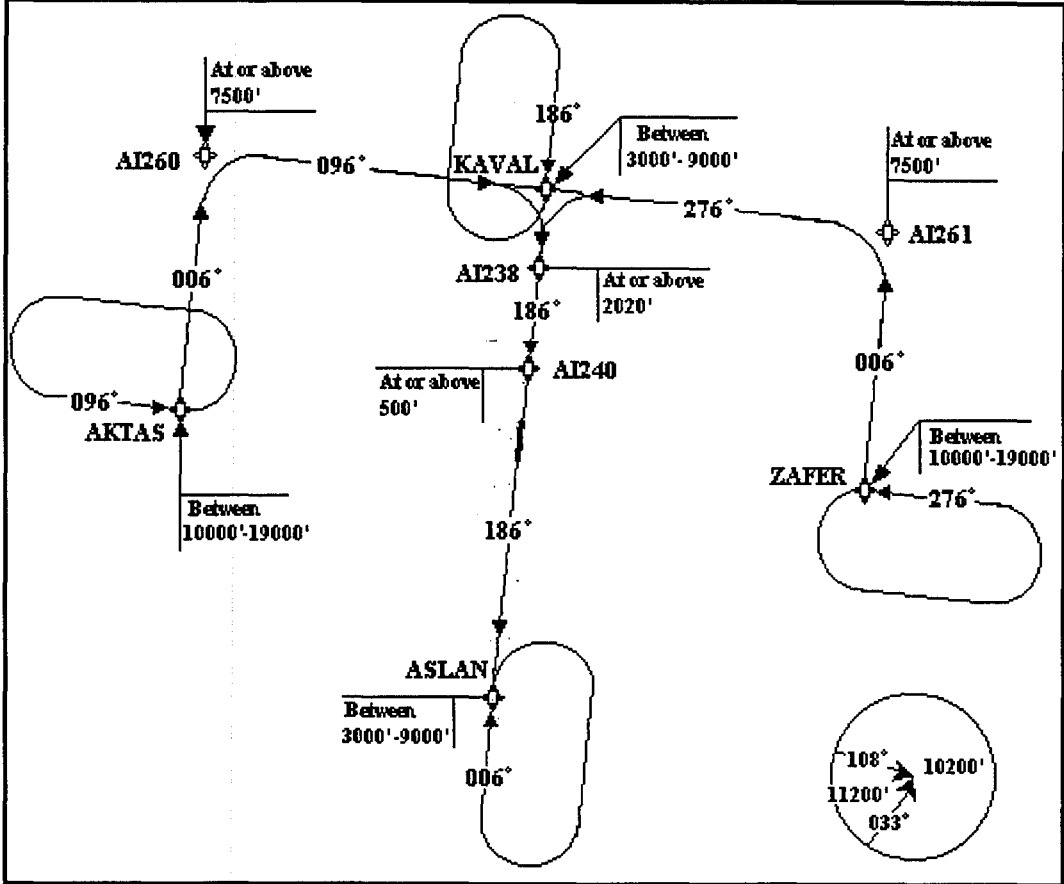 At or above
7500'
AI260
096°
186°
KAVAL
Between
3000'- 9000'
At or above
7500'
276°
AI261
006°
AI238
At or above
2020'
186°
AI240
At or above
500'
006°
096°
AKTAS
Between
10000'-19000'
Between
10000'-19000'
ZAFER
276°
186°
ASLAN
Between
3000'-9000'
006°
108°
10200'
11200'
033°